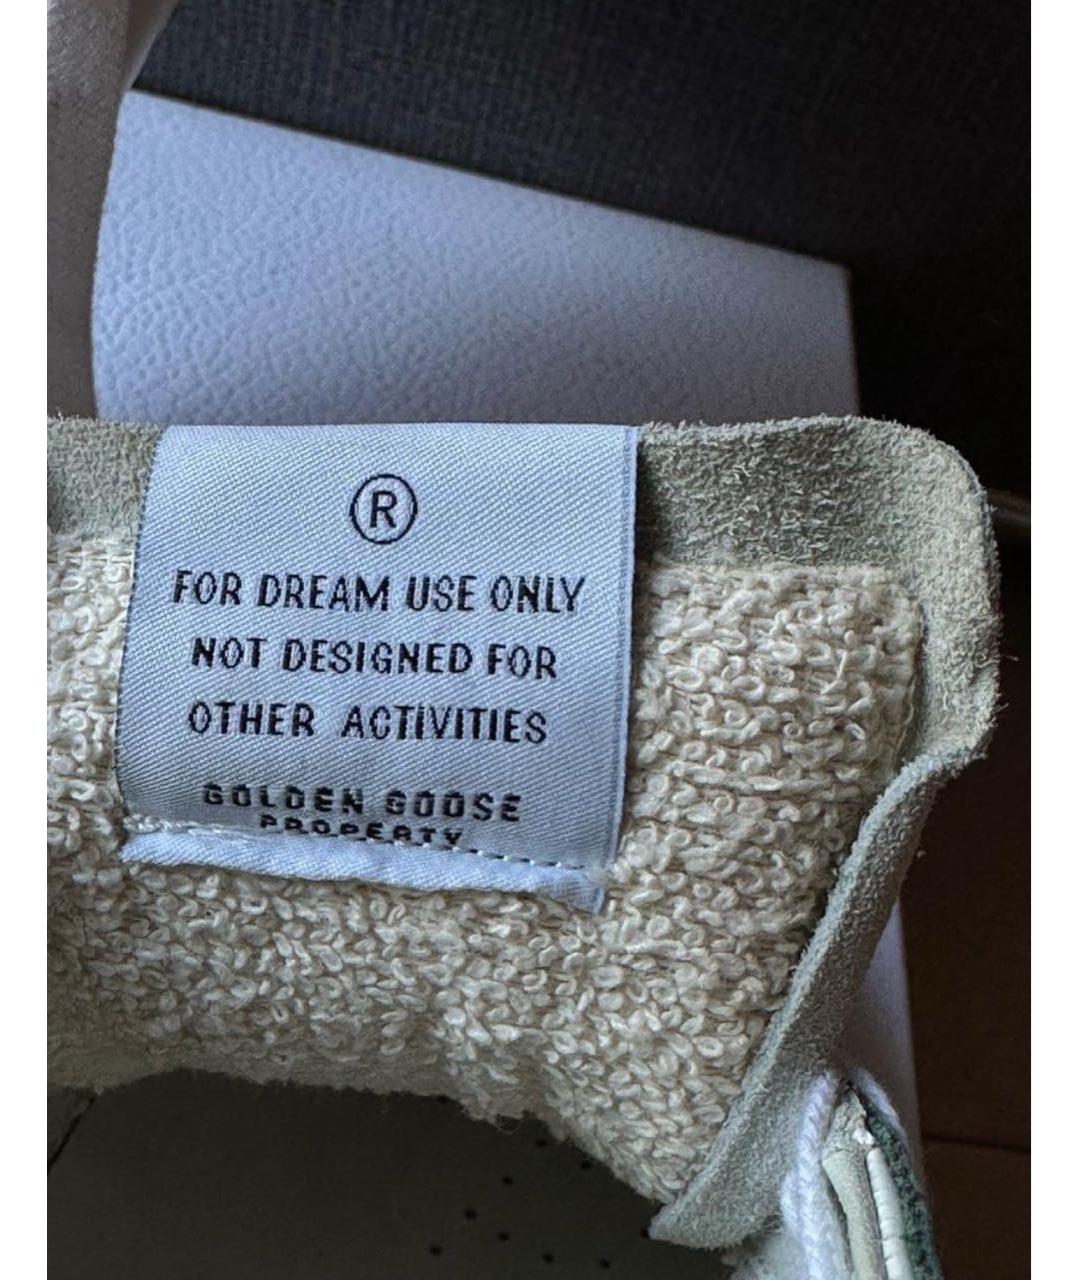 ®
FOR DREAM USE ONLY
NOT DESIGNED FOR
OTHER ACTIVITIES
GOLDEN GOOSE
PROPERTY